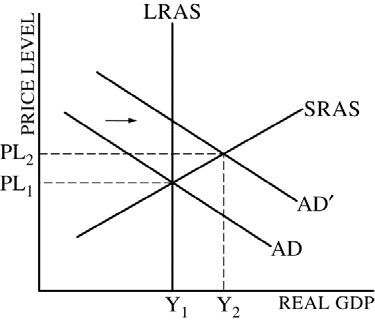 LRAS
PRICE LEVEL
SRAS
PL₂
PL₁
AD′
AD
Y₁
Y₂
REAL GDP